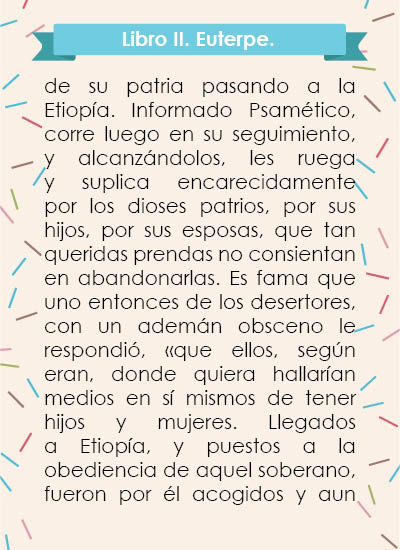 Libro II. Euterpe.
de su patria pasando a la
Etiopía. Informado Psamético,
corre luego en su seguimiento,
y alcanzándolos, les ruega
y suplica encarecidamente
por los dioses patrios, por sus
hijos, por sus esposas, que tan
queridas prendas no consientan
en abandonarlas. Es fama que
uno entonces de los desertores,
con un ademán obsceno le
respondió, «que ellos, según
eran, donde quiera hallarían
medios en sí mismos de tener
hijos y mujeres. Llegados
a Etiopía, y puestos a la
obediencia de aquel soberano,
fueron por él acogidos y aun